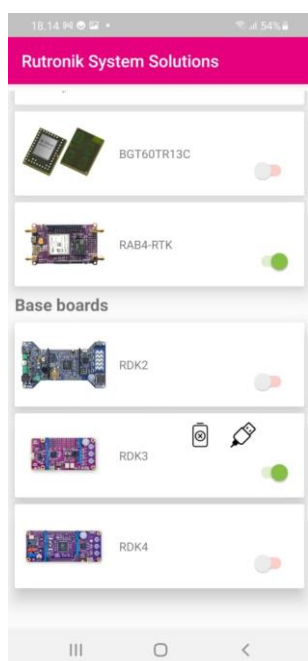 18.14
54%
Rutronik System Solutions
BGT60TR13C
RAB4-RTK
Base boards
RDK2
RDK3
RDK4